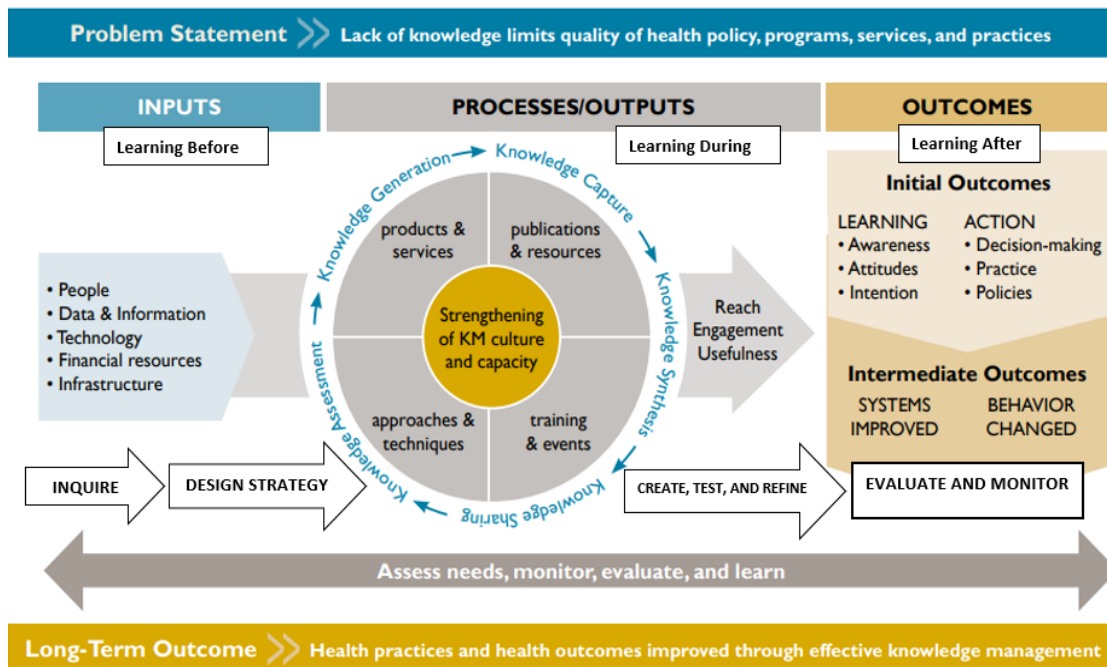 Problem Statement >> Lack of knowledge limits quality of health policy, programs, services, and practices
INPUTS
PROCESSES/OUTPUTS
OUTCOMES
Learning Before
Learning During
Learning After
Knowledge Assessment
Knowledge Generation
Knowledge Capture
Knowledge Synthesis
Knowledge Sharing
• People
• Data & Information
• Technology
• Financial resources
• Infrastructure
products &
services
publications
& resources
Strengthening
of KM culture
and capacity
approaches &
techniques
training
& events
Reach
Engagement
Usefulness
Initial Outcomes
LEARNING
• Awareness
• Attitudes
• Intention
ACTION
• Decision-making
• Practice
• Policies
Intermediate Outcomes
SYSTEMS
IMPROVED
BEHAVIOR
CHANGED
INQUIRE
DESIGN STRATEGY
CREATE, TEST, AND REFINE
EVALUATE AND MONITOR
Assess needs, monitor, evaluate, and learn
Long-Term Outcome >> Health practices and health outcomes improved through effective knowledge management